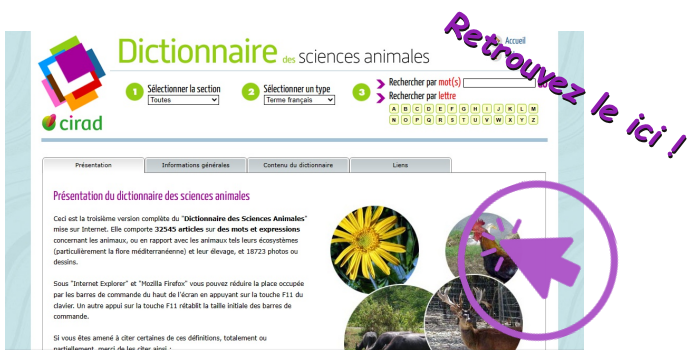 Retrouvez le ici !
Accueil
Dictionnaire des sciences animales
cirad
1 Sélectionner la section
Toutes
2 Sélectionner un type
Terme français
3 Rechercher par mot(s)
Rechercher par lettre
A B C D E F G H I J K L M
N O P Q R S T U V W X Y Z
Présentation
Informations générales
Contenu du dictionnaire
Liens
Présentation du dictionnaire des sciences animales
Ceci est la troisième version complète du "Dictionnaire des Sciences Animales"
mise sur Internet. Elle comporte 32545 articles sur des mots et expressions
concernant les animaux, ou en rapport avec les animaux tels leurs écosystèmes
(particulièrement la flore méditerranéenne) et leur élevage, et 18723 photos ou
dessins.
Sous "Internet Explorer" et "Mozilla Firefox" vous pouvez réduire la place occupée
par les barres de commande du haut de l'écran en appuyant sur la touche F11 du
clavier. Un autre appui sur la touche F11 rétablit la taille initiale des barres de
commande.
Si vous êtes amené à citer certaines de ces définitions, totalement ou
partiellement, merci de les citer ainsi :